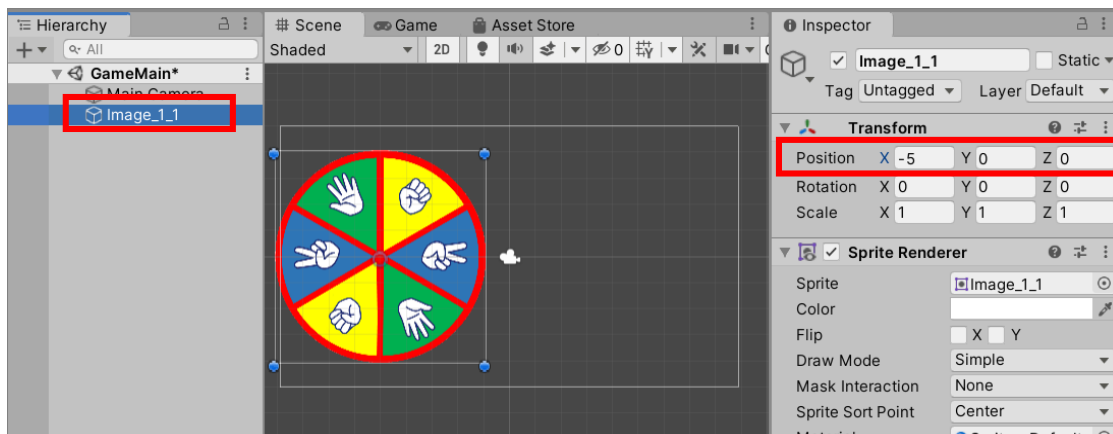 Hierarchy
All
GameMain*
Main Camera
Image_1_1
Scene
Game
Asset Store
Shaded
2D
0
Inspector
Image_1_1
Static
Tag Untagged
Layer Default
Transform
Position X -5 Y 0 Z 0
Rotation X 0 Y 0 Z 0
Scale X 1 Y 1 Z 1
Sprite Renderer
Sprite Image_1_1
Color
Flip X Y
Draw Mode Simple
Mask Interaction None
Sprite Sort Point Center